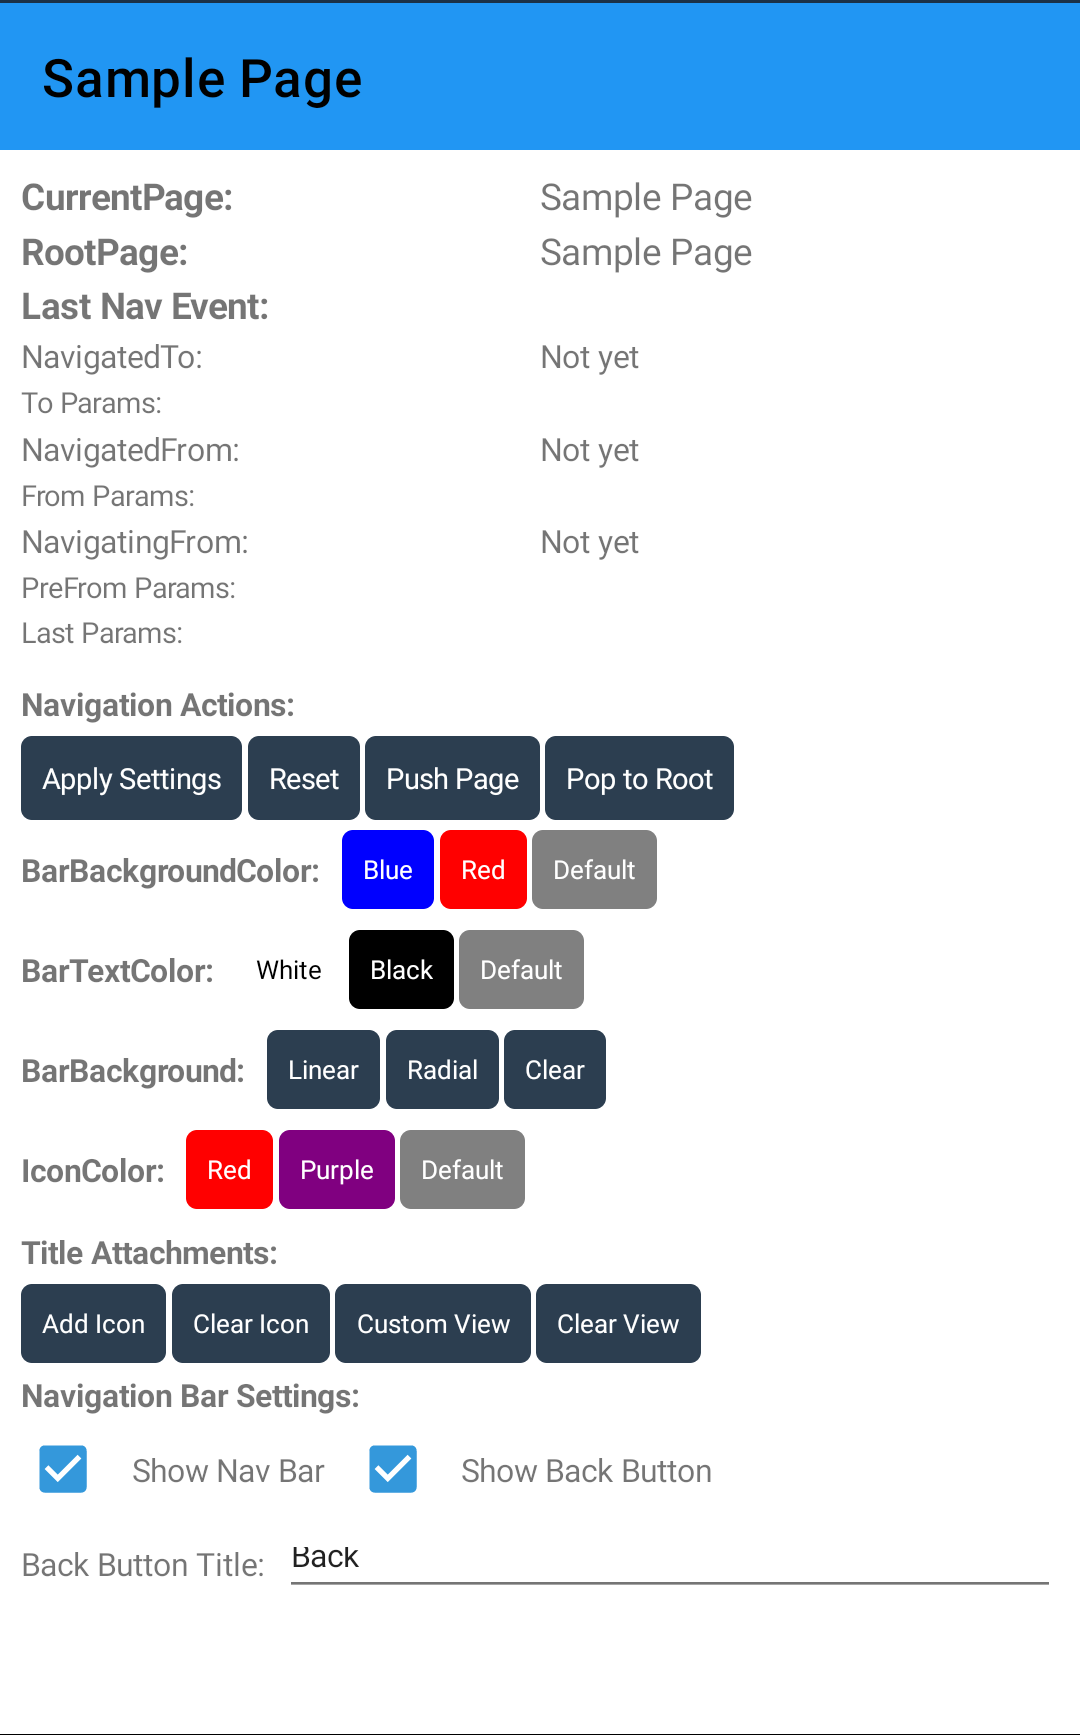 Sample Page
CurrentPage: Sample Page
RootPage: Sample Page
Last Nav Event:
NavigatedTo: Not yet
To Params:
NavigatedFrom: Not yet
From Params:
NavigatingFrom: Not yet
PreFrom Params:
Last Params:
Navigation Actions:
Apply Settings Reset Push Page Pop to Root
BarBackgroundColor: Blue Red Default
BarTextColor: White Black Default
BarBackground: Linear Radial Clear
IconColor: Red Purple Default
Title Attachments:
Add Icon Clear Icon Custom View Clear View
Navigation Bar Settings:
Show Nav Bar Show Back Button
Back Button Title: Back